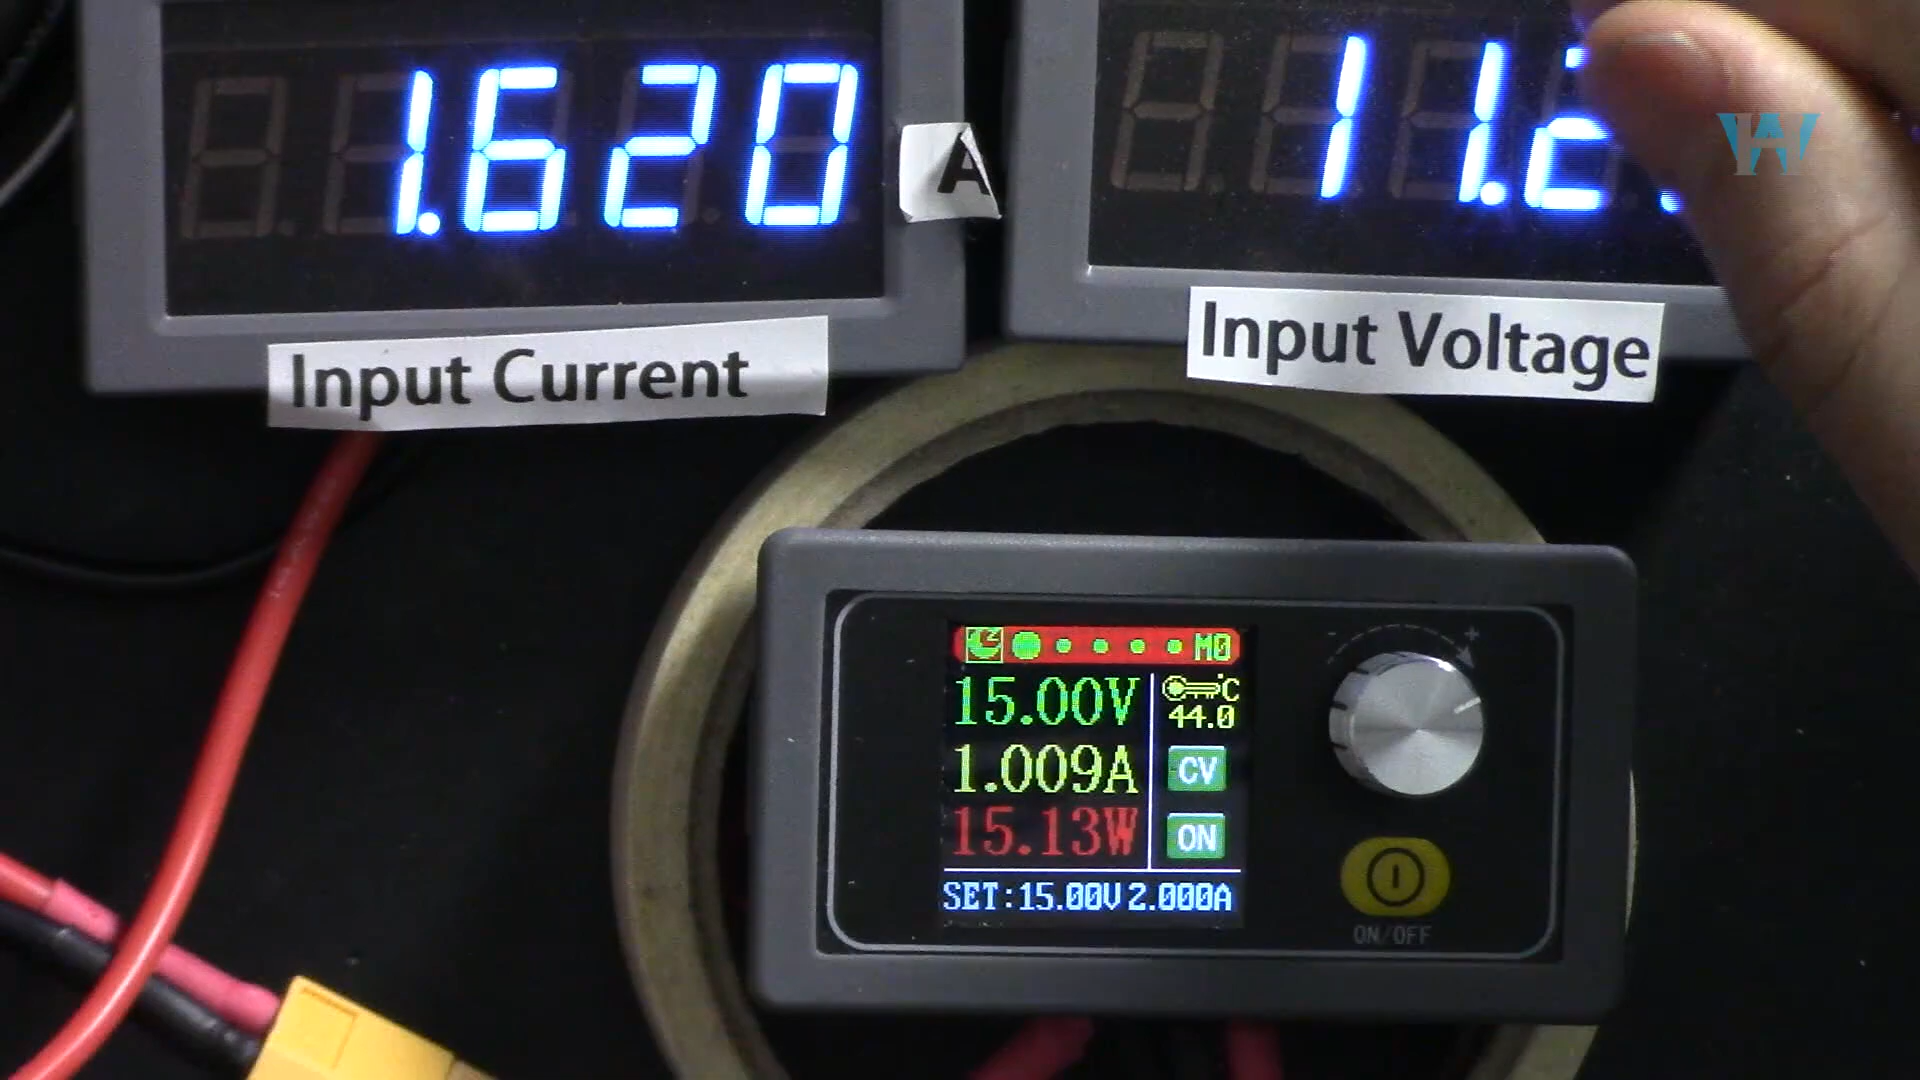 1.620
A
11.2
Input Current
Input Voltage
M0
15.00V
°C
44.0
1.009A
CV
15.13W
ON
SET:15.00V 2.000A
- +
ON/OFF